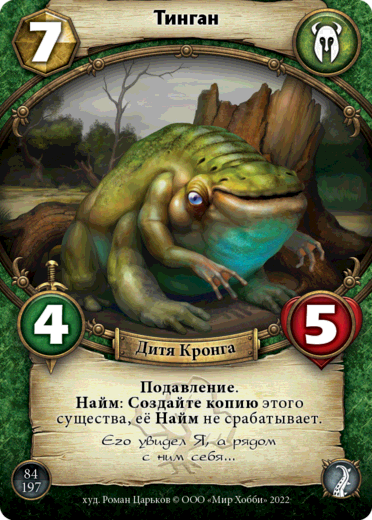 7
Тинган
4
Дитя Кронга
5
Подавление.
Найм: Создайте копию этого
существа, её Найм не срабатывает.
Его увидел Я, а рядом
с ним себя...
84
197
худ. Роман Царьков © ООО «Мир Хобби» 2022